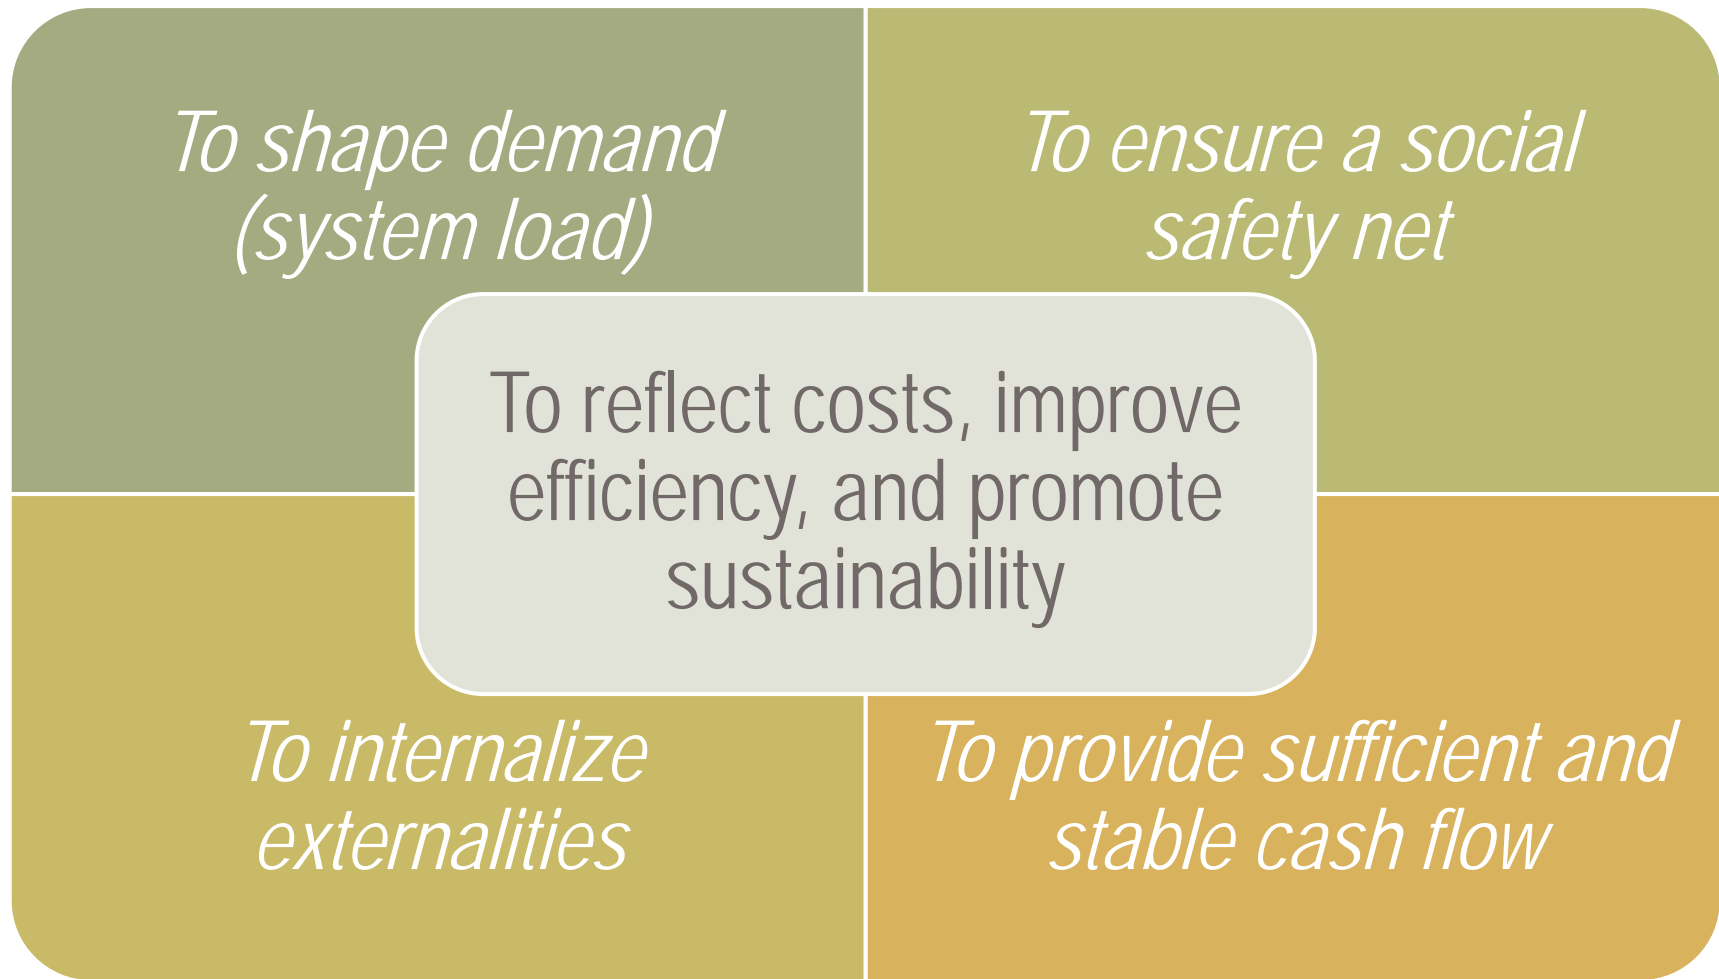 To shape demand
(system load)
To ensure a social
safety net
To reflect costs, improve
efficiency, and promote
sustainability
To internalize
externalities
To provide sufficient and
stable cash flow